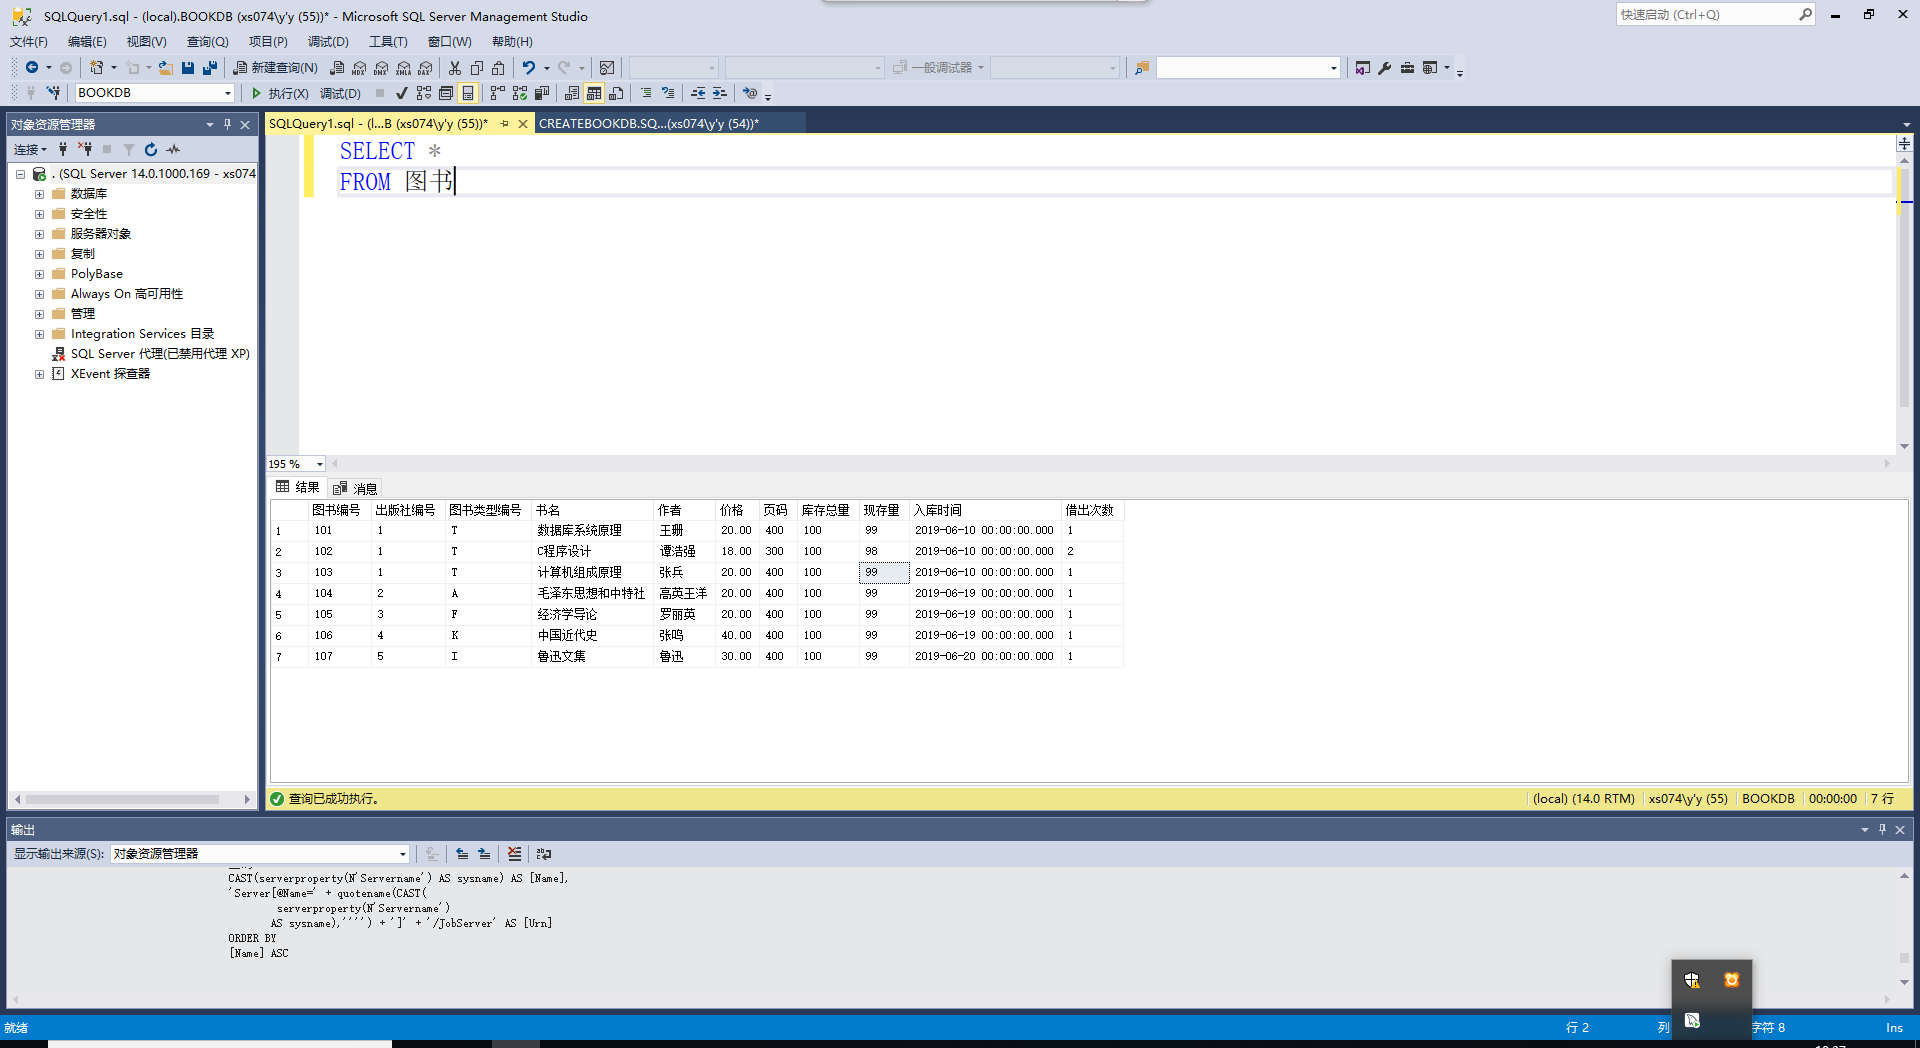 SQLQuery1.sql - (local).BOOKDB (xs074\y'y (55))* - Microsoft SQL Server Management Studio
快速启动 (Ctrl+Q)
文件(F) 编辑(E) 视图(V) 查询(Q) 项目(P) 调试(D) 工具(T) 窗口(W) 帮助(H)
新建查询(N) MDX DMX XMLA DAX 一般调试器
BOOKDB 执行(X) 调试(D)
对象资源管理器
连接
. (SQL Server 14.0.1000.169 - xs074
数据库
安全性
服务器对象
复制
PolyBase
Always On 高可用性
管理
Integration Services 目录
SQL Server 代理(已禁用代理 XP)
XEvent 探查器
SQLQuery1.sql - (l...B (xs074\y'y (55))* CREATEBOOKDB.SQ...(xs074\y'y (54))*
SELECT *
FROM 图书
195 %
结果 消息
图书编号 出版社编号 图书类型编号 书名 作者 价格 页码 库存总量 现存量 入库时间 借出次数
1 101 1 T 数据库系统原理 王珊 20.00 400 100 99 2019-06-10 00:00:00.000 1
2 102 1 T C程序设计 谭浩强 18.00 300 100 98 2019-06-10 00:00:00.000 2
3 103 1 T 计算机组成原理 张兵 20.00 400 100 99 2019-06-10 00:00:00.000 1
4 104 2 A 毛泽东思想和中特社 高英王洋 20.00 400 100 99 2019-06-19 00:00:00.000 1
5 105 3 F 经济学导论 罗丽英 20.00 400 100 99 2019-06-19 00:00:00.000 1
6 106 4 K 中国近代史 张鸣 40.00 400 100 99 2019-06-19 00:00:00.000 1
7 107 5 I 鲁迅文集 鲁迅 30.00 400 100 99 2019-06-20 00:00:00.000 1
查询已成功执行。 (local) (14.0 RTM) xs074\y'y (55) BOOKDB 00:00:00 7 行
输出
显示输出来源(S): 对象资源管理器
CAST(serverproperty(N'Servername') AS sysname) AS [Name],
'Server[@Name=' + quotename(CAST(
serverproperty(N'Servername')
AS sysname),'''') + ']' + '/JobServer' AS [Urn]
ORDER BY
[Name] ASC
就绪 行 2 列 字符 8 Ins